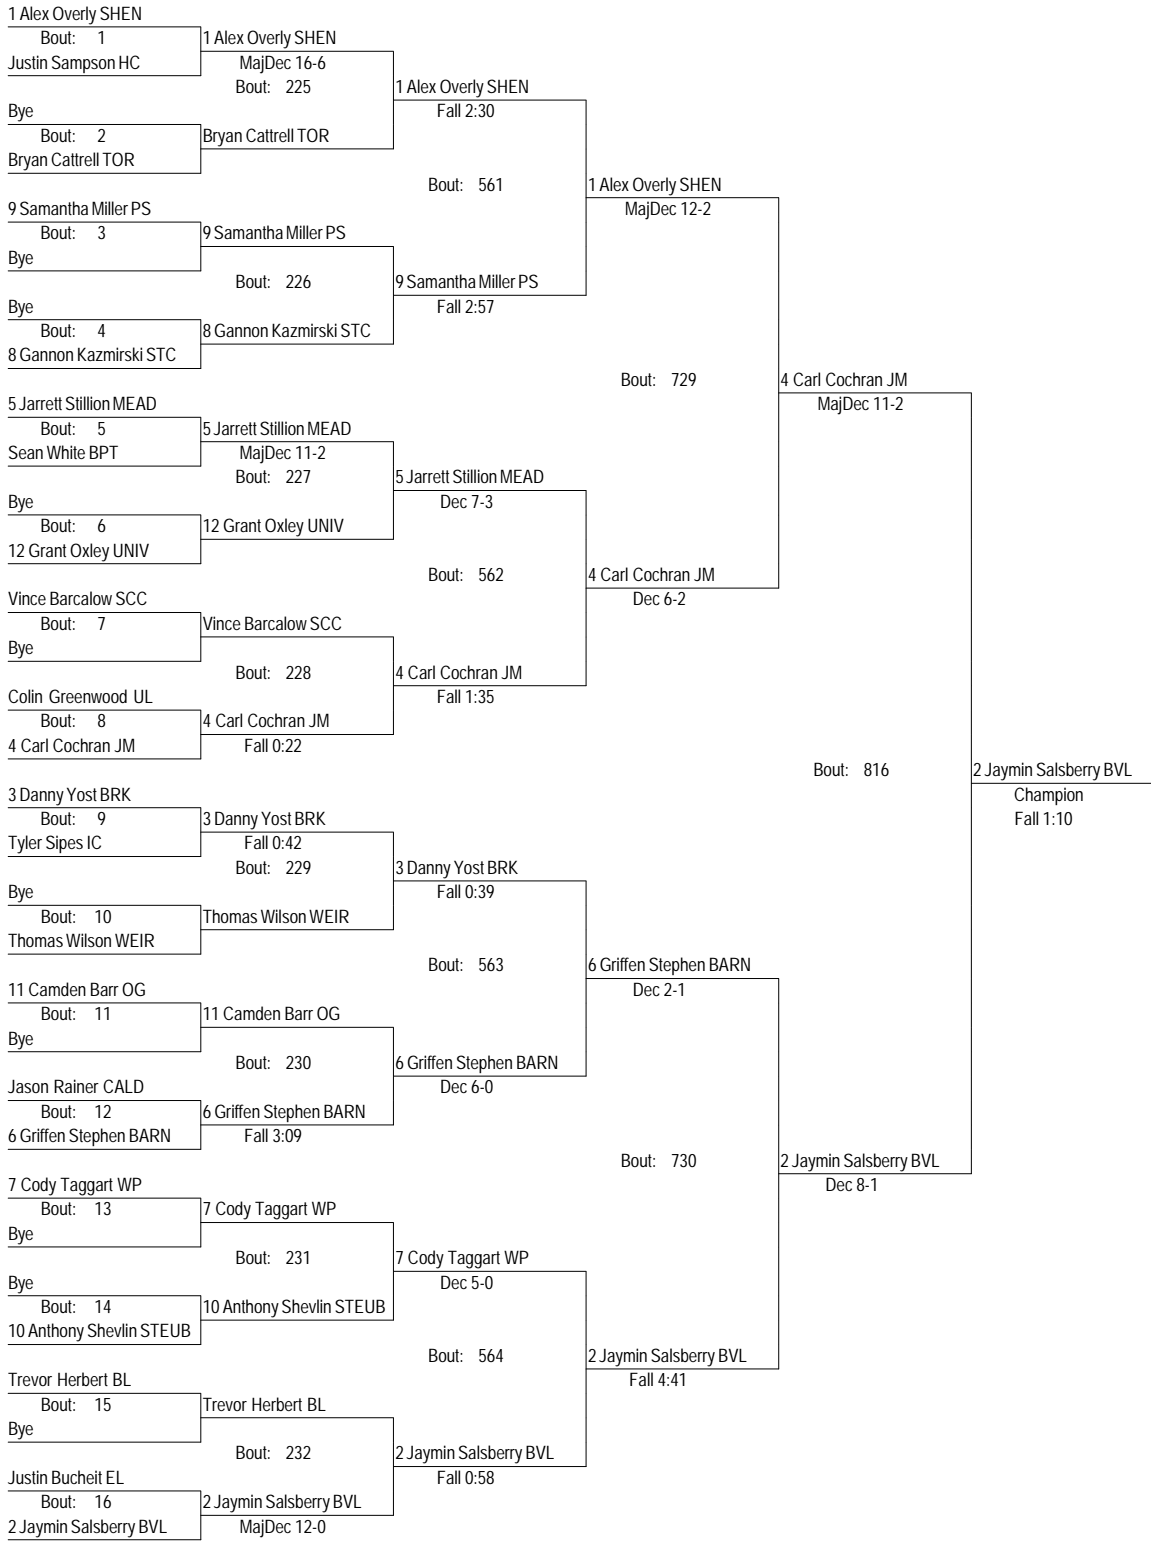 1 Alex Overly SHEN
Bout: 1
1 Alex Overly SHEN
Justin Sampson HC
MajDec 16-6
Bout: 225
1 Alex Overly SHEN
Bye
Fall 2:30
Bout: 2
Bryan Cattrell TOR
Bryan Cattrell TOR
Bout: 561
1 Alex Overly SHEN
9 Samantha Miller PS
MajDec 12-2
Bout: 3
9 Samantha Miller PS
Bye
Bout: 226
9 Samantha Miller PS
Bye
Fall 2:57
Bout: 4
8 Gannon Kazmirski STC
8 Gannon Kazmirski STC
Bout: 729
4 Carl Cochran JM
5 Jarrett Stillion MEAD
MajDec 11-2
Bout: 5
5 Jarrett Stillion MEAD
Sean White BPT
MajDec 11-2
Bout: 227
5 Jarrett Stillion MEAD
Bye
Dec 7-3
Bout: 6
12 Grant Oxley UNIV
12 Grant Oxley UNIV
Bout: 562
4 Carl Cochran JM
Vince Barcalow SCC
Dec 6-2
Bout: 7
Vince Barcalow SCC
Bye
Bout: 228
4 Carl Cochran JM
Colin Greenwood UL
Fall 1:35
Bout: 8
4 Carl Cochran JM
4 Carl Cochran JM
Fall 0:22
Bout: 816
2 Jaymin Salsberry BVL
3 Danny Yost BRK
Champion
Bout: 9
3 Danny Yost BRK
Fall 1:10
Tyler Sipes IC
Fall 0:42
Bout: 229
3 Danny Yost BRK
Bye
Fall 0:39
Bout: 10
Thomas Wilson WEIR
Thomas Wilson WEIR
Bout: 563
6 Griffen Stephen BARN
11 Camden Barr OG
Dec 2-1
Bout: 11
11 Camden Barr OG
Bye
Bout: 230
6 Griffen Stephen BARN
Jason Rainer CALD
Dec 6-0
Bout: 12
6 Griffen Stephen BARN
6 Griffen Stephen BARN
Fall 3:09
Bout: 730
2 Jaymin Salsberry BVL
7 Cody Taggart WP
Dec 8-1
Bout: 13
7 Cody Taggart WP
Bye
Bout: 231
7 Cody Taggart WP
Bye
Dec 5-0
Bout: 14
10 Anthony Shevlin STEUB
10 Anthony Shevlin STEUB
Bout: 564
2 Jaymin Salsberry BVL
Trevor Herbert BL
Fall 4:41
Bout: 15
Trevor Herbert BL
Bye
Bout: 232
2 Jaymin Salsberry BVL
Justin Bucheit EL
Fall 0:58
Bout: 16
2 Jaymin Salsberry BVL
2 Jaymin Salsberry BVL
MajDec 12-0